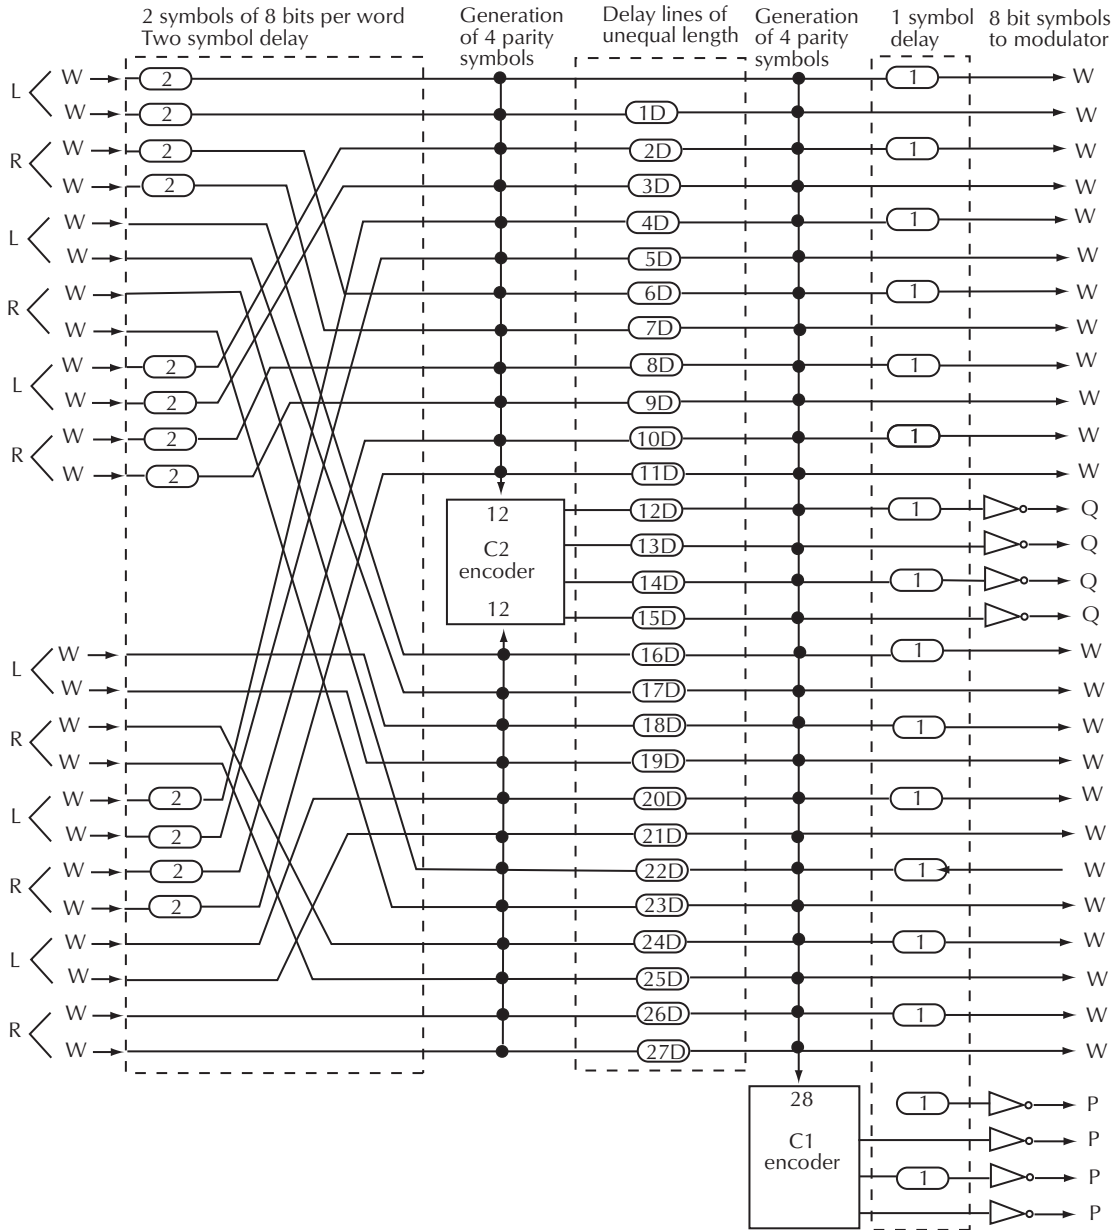 2 symbols of 8 bits per word
Two symbol delay
Generation
of 4 parity
symbols
Delay lines of
unequal length
Generation
of 4 parity
symbols
1 symbol
delay
8 bit symbols
to modulator
L W 2 1 W
W 2 1D W
R W 2 2D 1 W
W 2 3D W
L W 4D 1 W
W 5D W
R W 6D 1 W
W 7D W
L W 2 8D 1 W
W 2 9D W
R W 2 10D 1 W
W 2 11D W
12 12D 1 Q
C2
encoder
13D Q
14D 1 Q
12 15D Q
L W 16D 1 W
W 17D W
R W 18D 1 W
W 19D W
L W 2 20D 1 W
W 2 21D W
R W 2 22D 1 W
W 2 23D W
L W 24D 1 W
W 25D W
R W 26D 1 W
W 27D W
28 1 P
C1
encoder
P
1 P
P